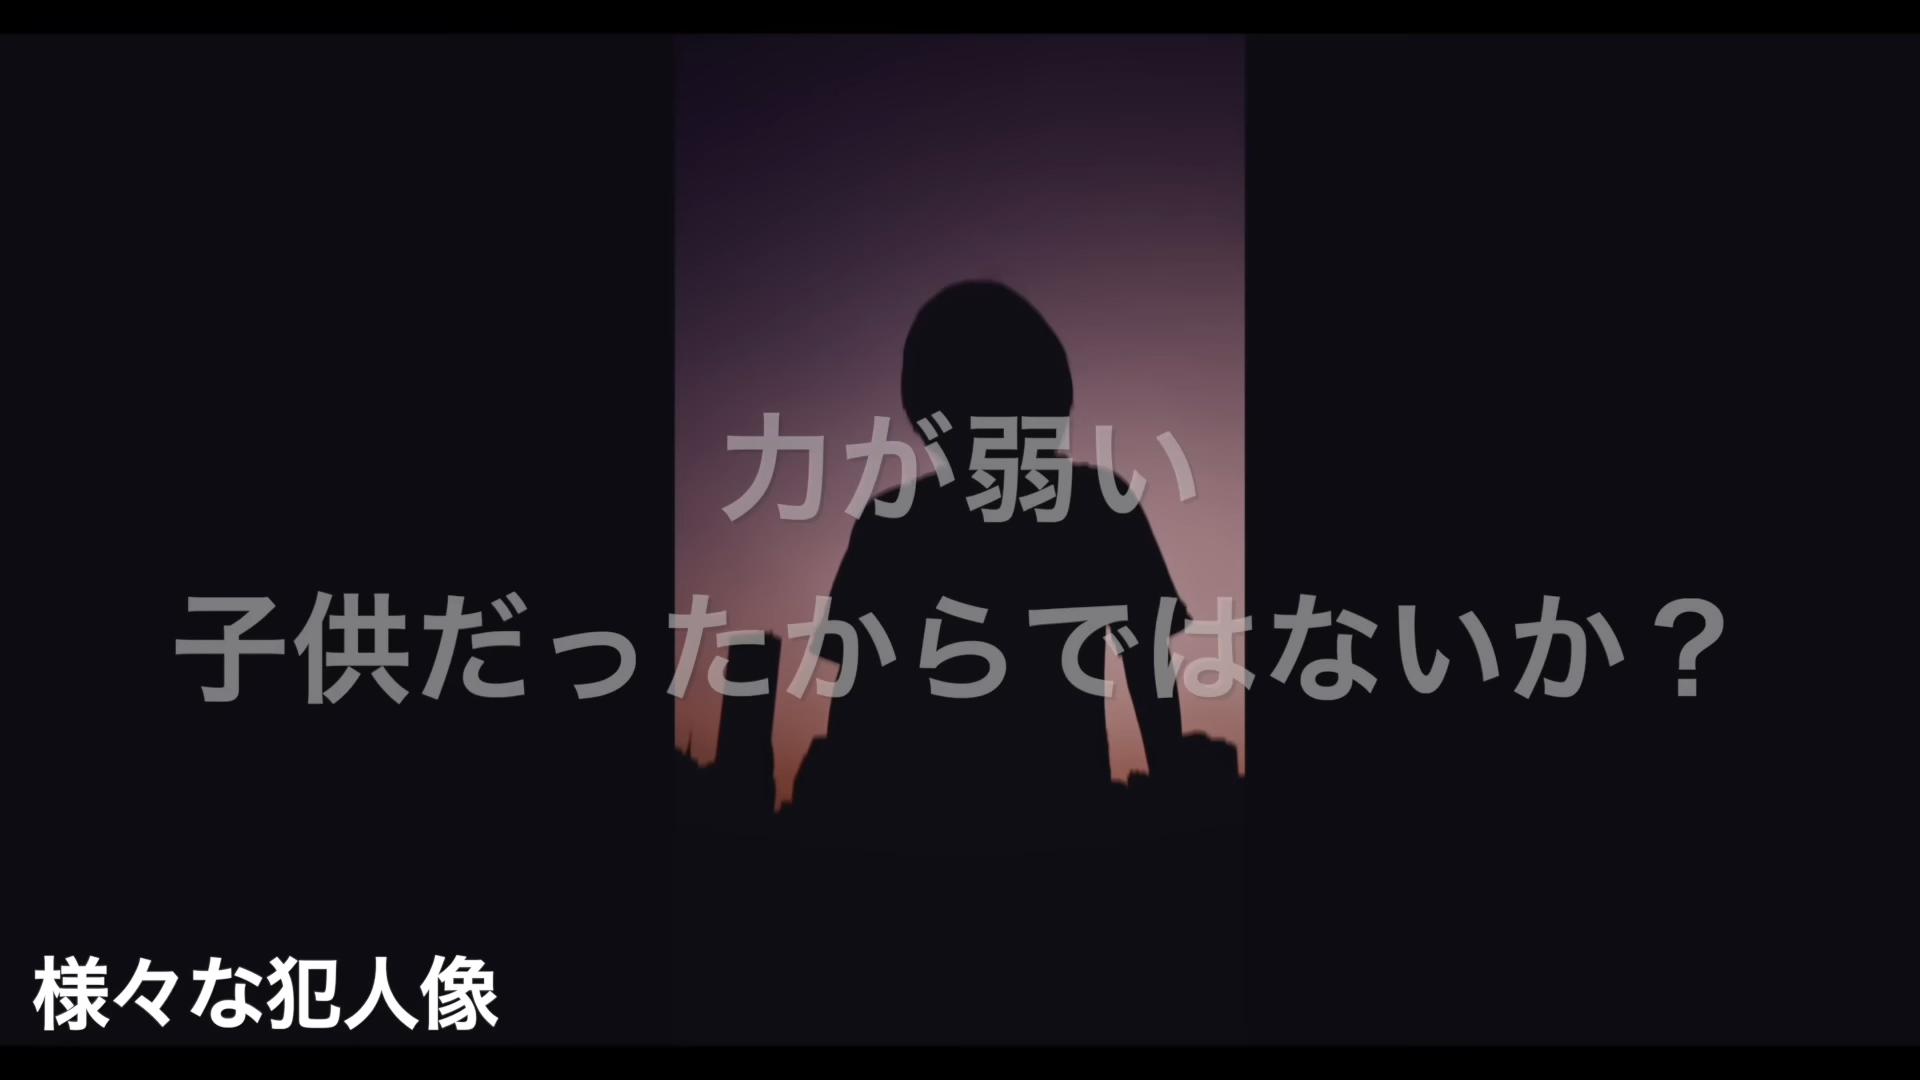 力が弱い
子供だったからではないか？
様々な犯人像